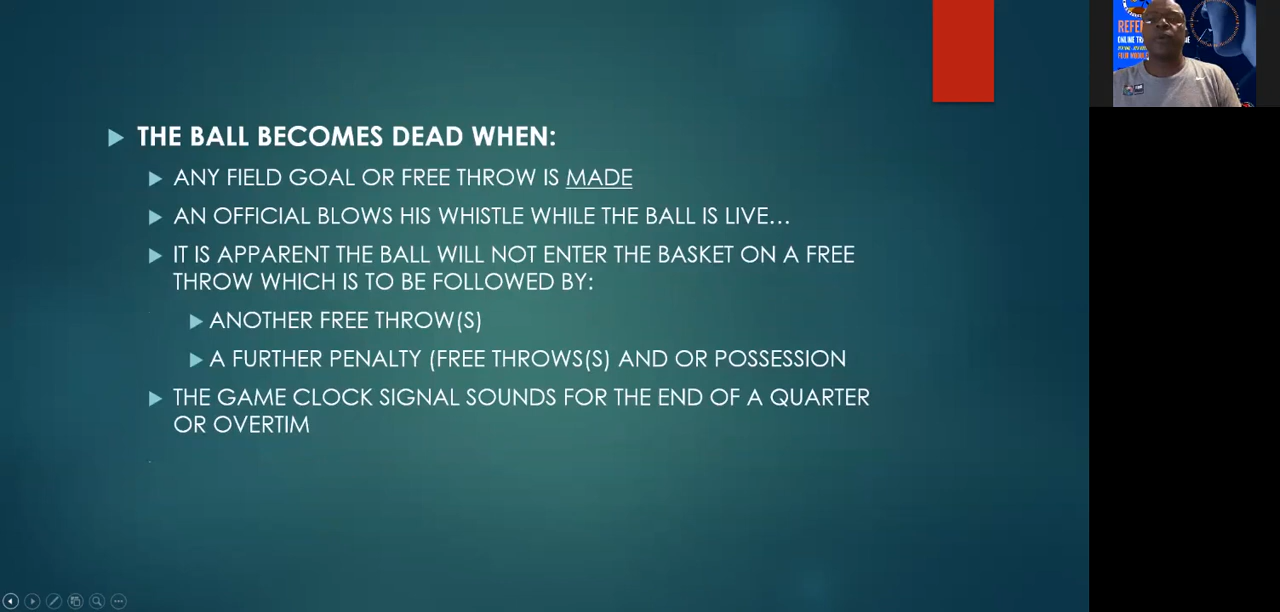 THE BALL BECOMES DEAD WHEN:
ANY FIELD GOAL OR FREE THROW IS MADE
AN OFFICIAL BLOWS HIS WHISTLE WHILE THE BALL IS LIVE...
IT IS APPARENT THE BALL WILL NOT ENTER THE BASKET ON A FREE
THROW WHICH IS TO BE FOLLOWED BY:
ANOTHER FREE THROW(S)
A FURTHER PENALTY (FREE THROWS(S) AND OR POSSESSION
THE GAME CLOCK SIGNAL SOUNDS FOR THE END OF A QUARTER
OR OVERTIM